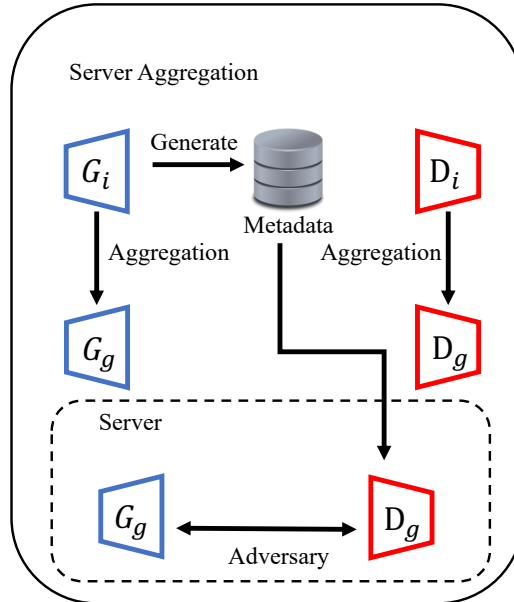 Server Aggregation
Generate
G_i
D_i
Metadata
Aggregation
Aggregation
G_g
D_g
Server
G_g
D_g
Adversary